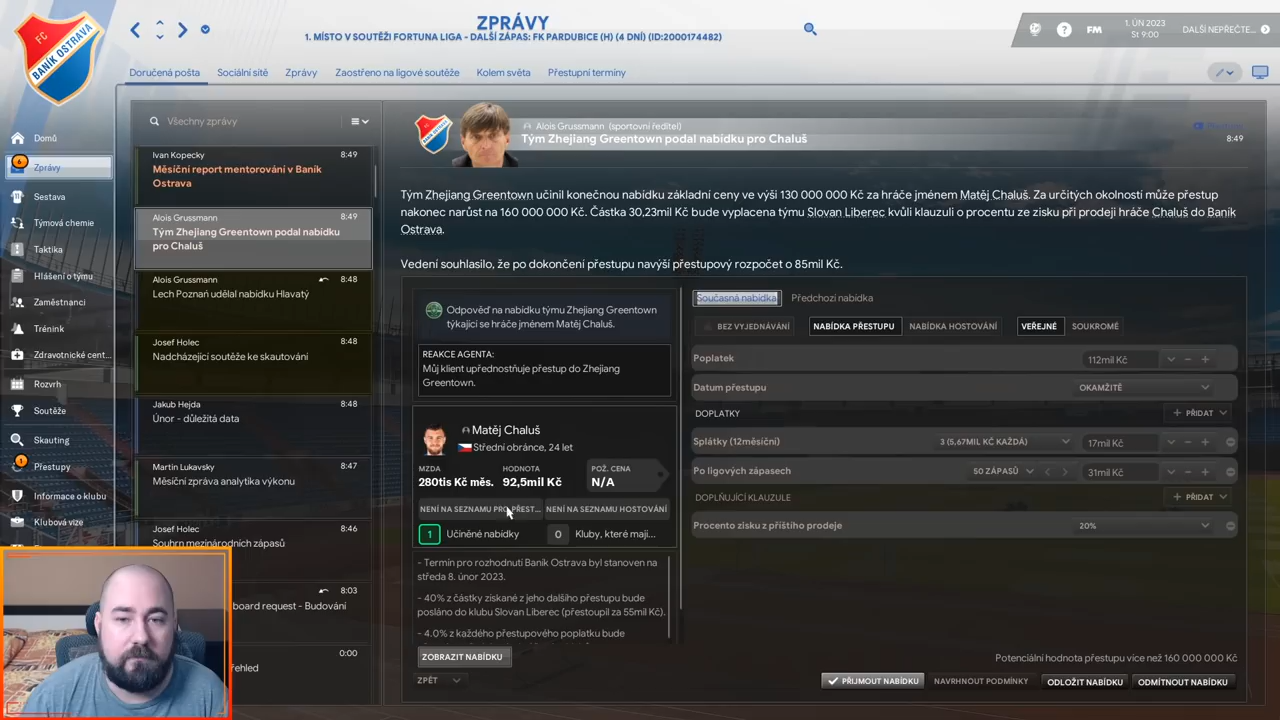 FC
BANÍK OSTRAVA
ZPRÁVY
1. MÍSTO V SOUTĚŽI FORTUNA LIGA - DALŠÍ ZÁPAS: FK PARDUBICE (H) (4 DNÍ) (ID:2000174482)
FM
1. ÚN 2023
St 9:00
DALŠÍ NEPŘEČTE...
Doručená pošta
Sociální sítě
Zprávy
Zaostřeno na ligové soutěže
Kolem světa
Přestupní termíny
Domů
6
Zprávy
Sestava
Týmová chemie
Taktika
Hlášení o týmu
Zaměstnanci
Trénink
Zdravotnické cent...
Rozvrh
Soutěže
Skauting
1
Přestupy
Informace o klubu
Klubová vize
Všechny zprávy
Ivan Kopecky 8:49
Měsíční report mentorování v Baník
Ostrava
Alois Grussmann 8:49
Tým Zhejiang Greentown podal nabídku
pro Chaluš
Alois Grussmann 8:48
Lech Poznań udělal nabídku Hlavatý
Josef Holec 8:48
Nadcházející soutěže ke skautování
Jakub Hejda 8:48
Únor - důležitá data
Martin Lukavsky 8:47
Měsíční zpráva analytika výkonu
Josef Holec 8:46
Souhrn mezinárodních zápasů
8:03
board request - Budování
0:00
Alois Grussmann (sportovní ředitel)
Tým Zhejiang Greentown podal nabídku pro Chaluš
8:49
Tým Zhejiang Greentown učinil konečnou nabídku základní ceny ve výši 130 000 000 Kč za hráče jménem Matěj Chaluš. Za určitých okolností může přestup
nakonec narůst na 160 000 000 Kč. Částka 30,23mil Kč bude vyplacena týmu Slovan Liberec kvůli klauzuli o procentu ze zisku při prodeji hráče Chaluš do Baník
Ostrava.
Vedení souhlasilo, že po dokončení přestupu navýší přestupový rozpočet o 85mil Kč.
Odpověď na nabídku týmu Zhejiang Greentown
týkající se hráče jménem Matěj Chaluš.
REAKCE AGENTA:
Můj klient upřednostňuje přestup do Zhejiang
Greentown.
Matěj Chaluš
Střední obránce, 24 let
MZDA
280tis Kč měs.
HODNOTA
92,5mil Kč
POŽ. CENA
N/A
NENÍ NA SEZNAMU PRO PŘEST...
NENÍ NA SEZNAMU HOSTOVÁNÍ
1 Učiněné nabídky
0 Kluby, které maji...
- Termín pro rozhodnutí Baník Ostrava byl stanoven na
středa 8. únor 2023.
- 40% z částky získané z jeho dalšího přestupu bude
posláno do klubu Slovan Liberec (přestoupil za 55mil Kč).
- 4.0% z každého přestupového poplatku bude
ZOBRAZIT NABÍDKU
ZPĚT
Současná nabídka
Předchozí nabídka
BEZ VYJEDNÁVÁNÍ
NABÍDKA PŘESTUPU
NABÍDKA HOSTOVÁNÍ
VEŘEJNÉ
SOUKROMÉ
Poplatek 112mil Kč
Datum přestupu OKAMŽITĚ
DOPLATKY PŘIDAT
Splátky (12měsíční) 3 (5,67MIL KČ KAŽDÁ) 17mil Kč
Po ligových zápasech 50 ZÁPASŮ 31mil Kč
DOPLŇUJÍCÍ KLAUZULE PŘIDAT
Procento zisku z příštího prodeje 20%
Potenciální hodnota přestupu více než 160 000 000 Kč
PŘIJMOUT NABÍDKU
NAVRHNOUT PODMÍNKY
ODLOŽIT NABÍDKU
ODMÍTNOUT NABÍDKU